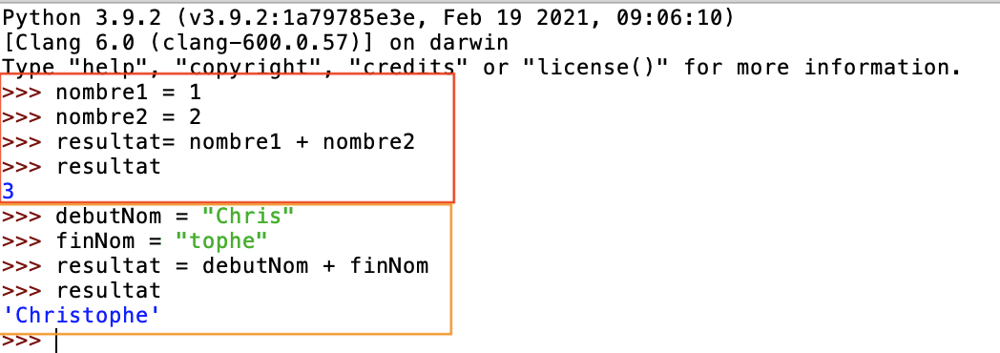 Python 3.9.2 (v3.9.2:1a79785e3e, Feb 19 2021, 09:06:10)
[Clang 6.0 (clang-600.0.57)] on darwin
Type "help", "copyright", "credits" or "license()" for more information.
>>> nombre1 = 1
>>> nombre2 = 2
>>> resultat= nombre1 + nombre2
>>> resultat
3
>>> debutNom = "Chris"
>>> finNom = "tophe"
>>> resultat = debutNom + finNom
>>> resultat
'Christophe'
>>>